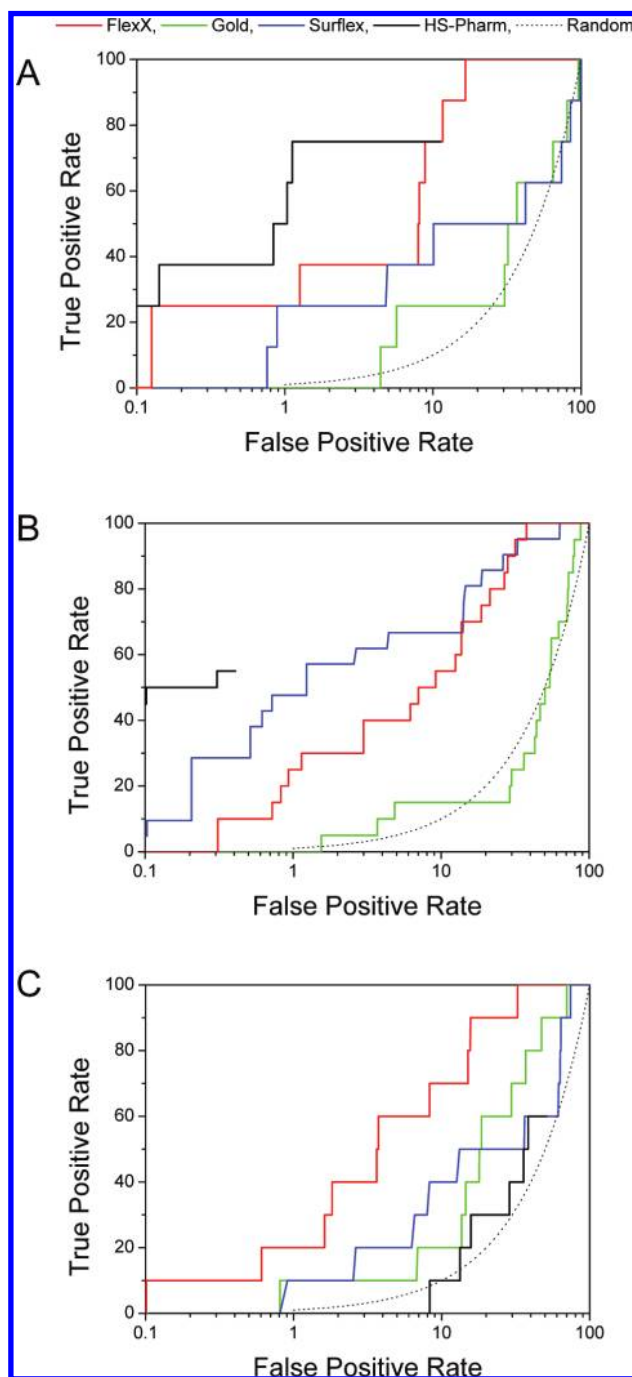 FlexX, Gold, Surflex, HS-Pharm, Random
A
100
80
60
40
20
0
True Positive Rate
0.1 1 10 100
False Positive Rate
B
100
80
60
40
20
0
True Positive Rate
0.1 1 10 100
False Positive Rate
C
100
80
60
40
20
0
True Positive Rate
0.1 1 10 100
False Positive Rate